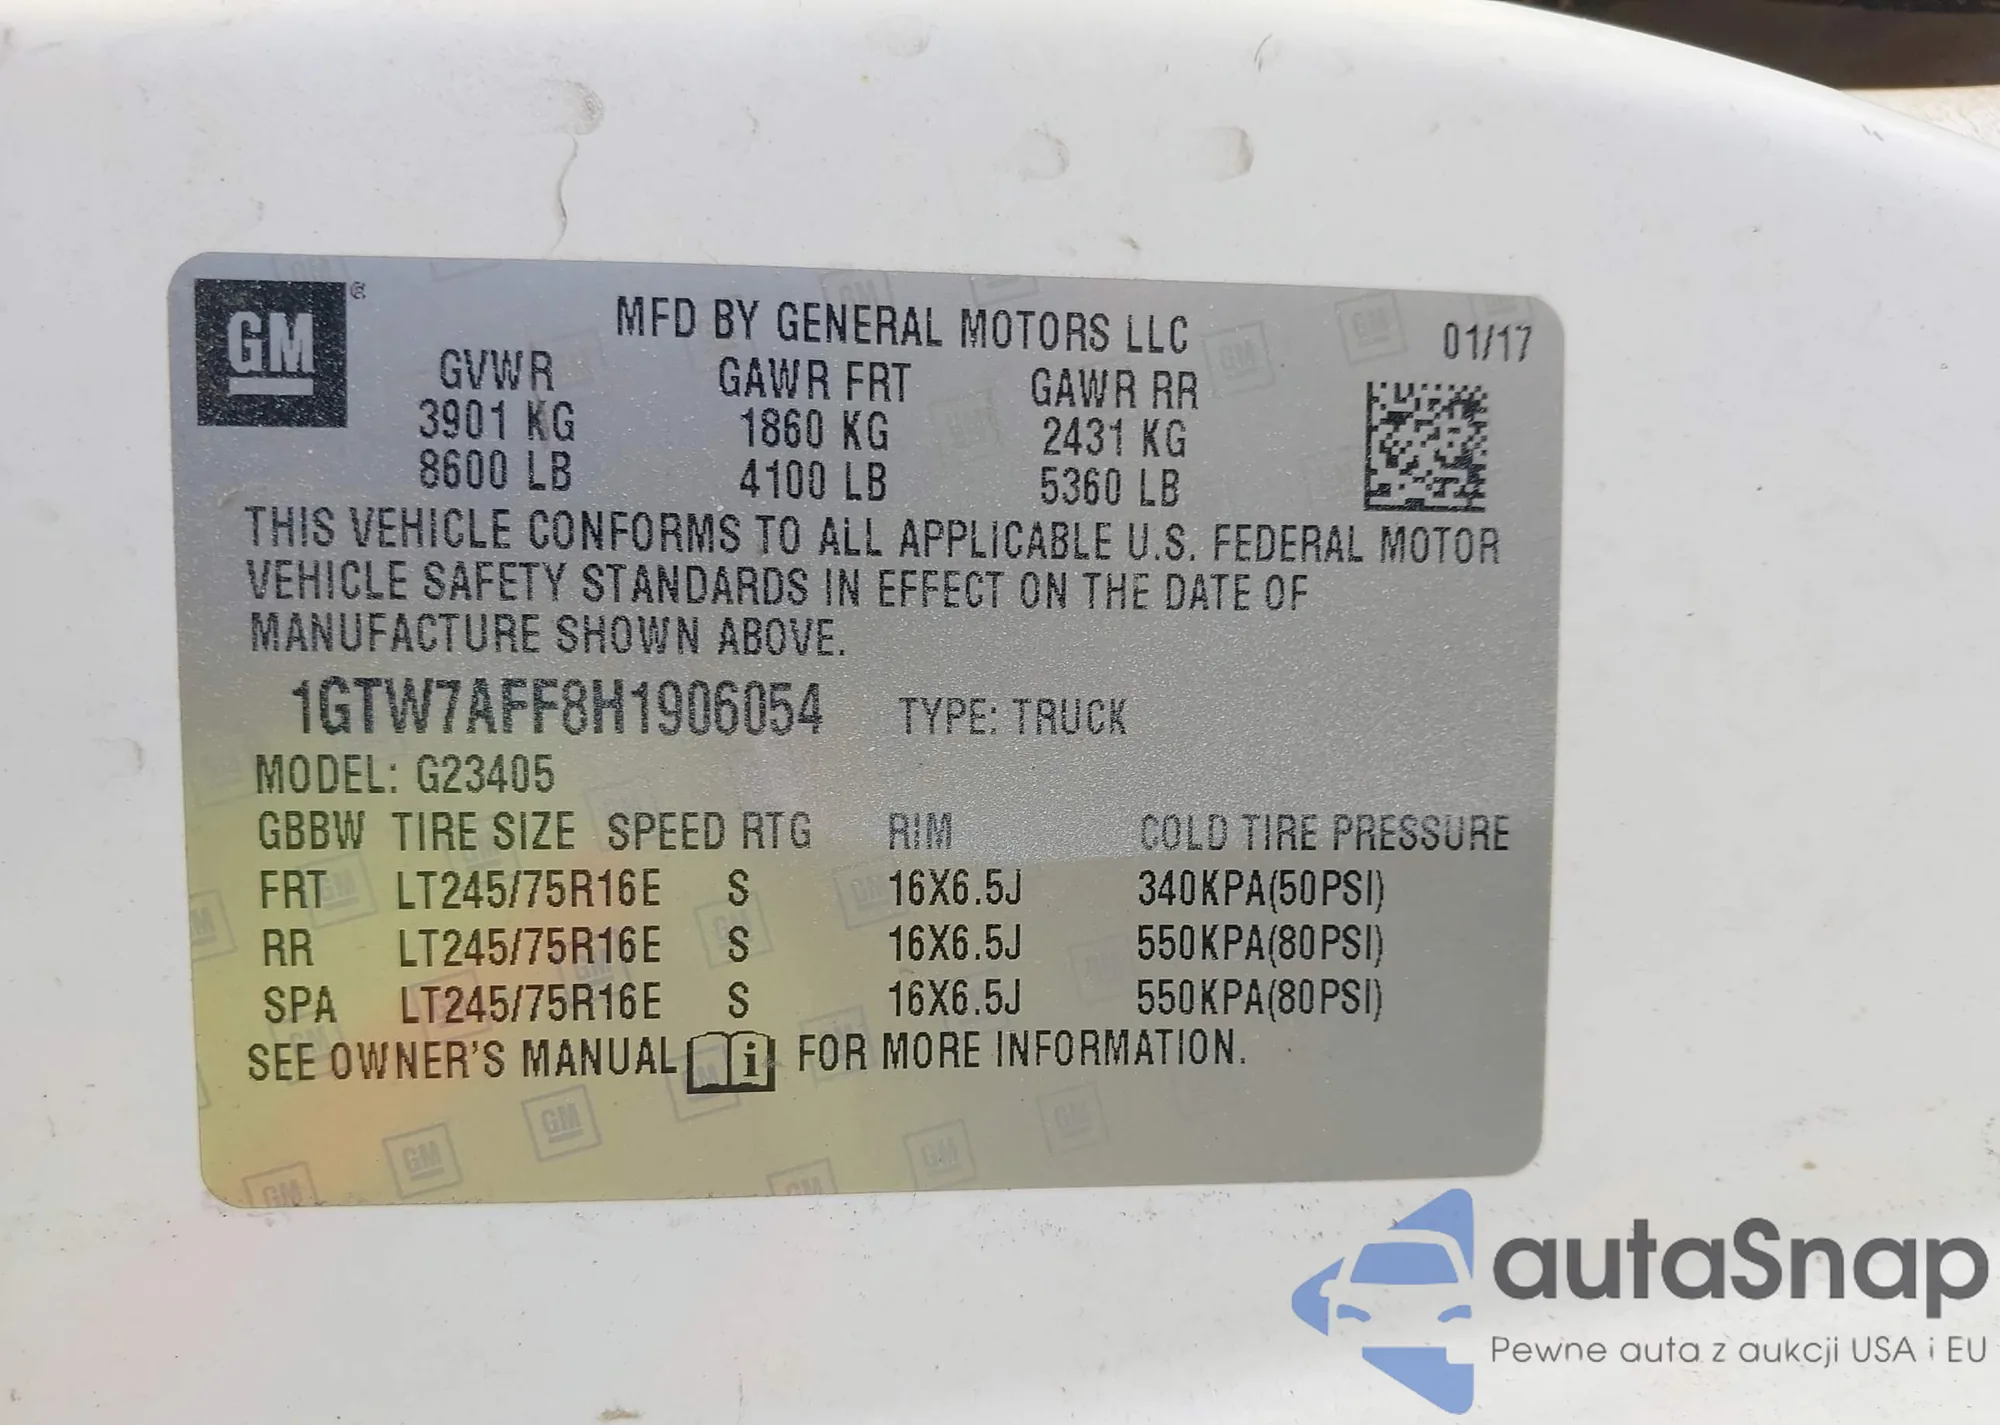 GM
MFD BY GENERAL MOTORS LLC 01/17
GVWR GAWR FRT GAWR RR
3901 KG 1860 KG 2431 KG
8600 LB 4100 LB 5360 LB
THIS VEHICLE CONFORMS TO ALL APPLICABLE U.S. FEDERAL MOTOR
VEHICLE SAFETY STANDARDS IN EFFECT ON THE DATE OF
MANUFACTURE SHOWN ABOVE.
1GTW7AFF8H1906054 TYPE: TRUCK
MODEL: G23405
GBBW TIRE SIZE SPEED RTG RIM COLD TIRE PRESSURE
FRT LT245/75R16E S 16X6.5J 340KPA(50PSI)
RR LT245/75R16E S 16X6.5J 550KPA(80PSI)
SPA LT245/75R16E S 16X6.5J 550KPA(80PSI)
SEE OWNER'S MANUAL i FOR MORE INFORMATION.
autaSnap
Pewne auta z aukcji USA i EU